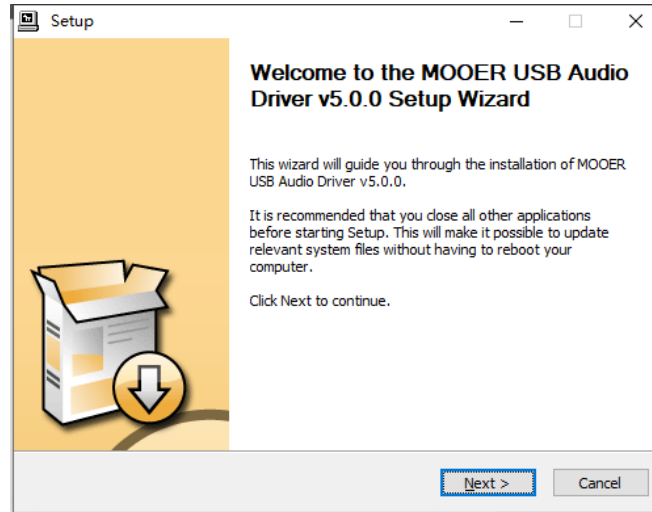 Setup
Welcome to the MOOER USB Audio
Driver v5.0.0 Setup Wizard
This wizard will guide you through the installation of MOOER
USB Audio Driver v5.0.0.
It is recommended that you close all other applications
before starting Setup. This will make it possible to update
relevant system files without having to reboot your
computer.
Click Next to continue.
Next >
Cancel